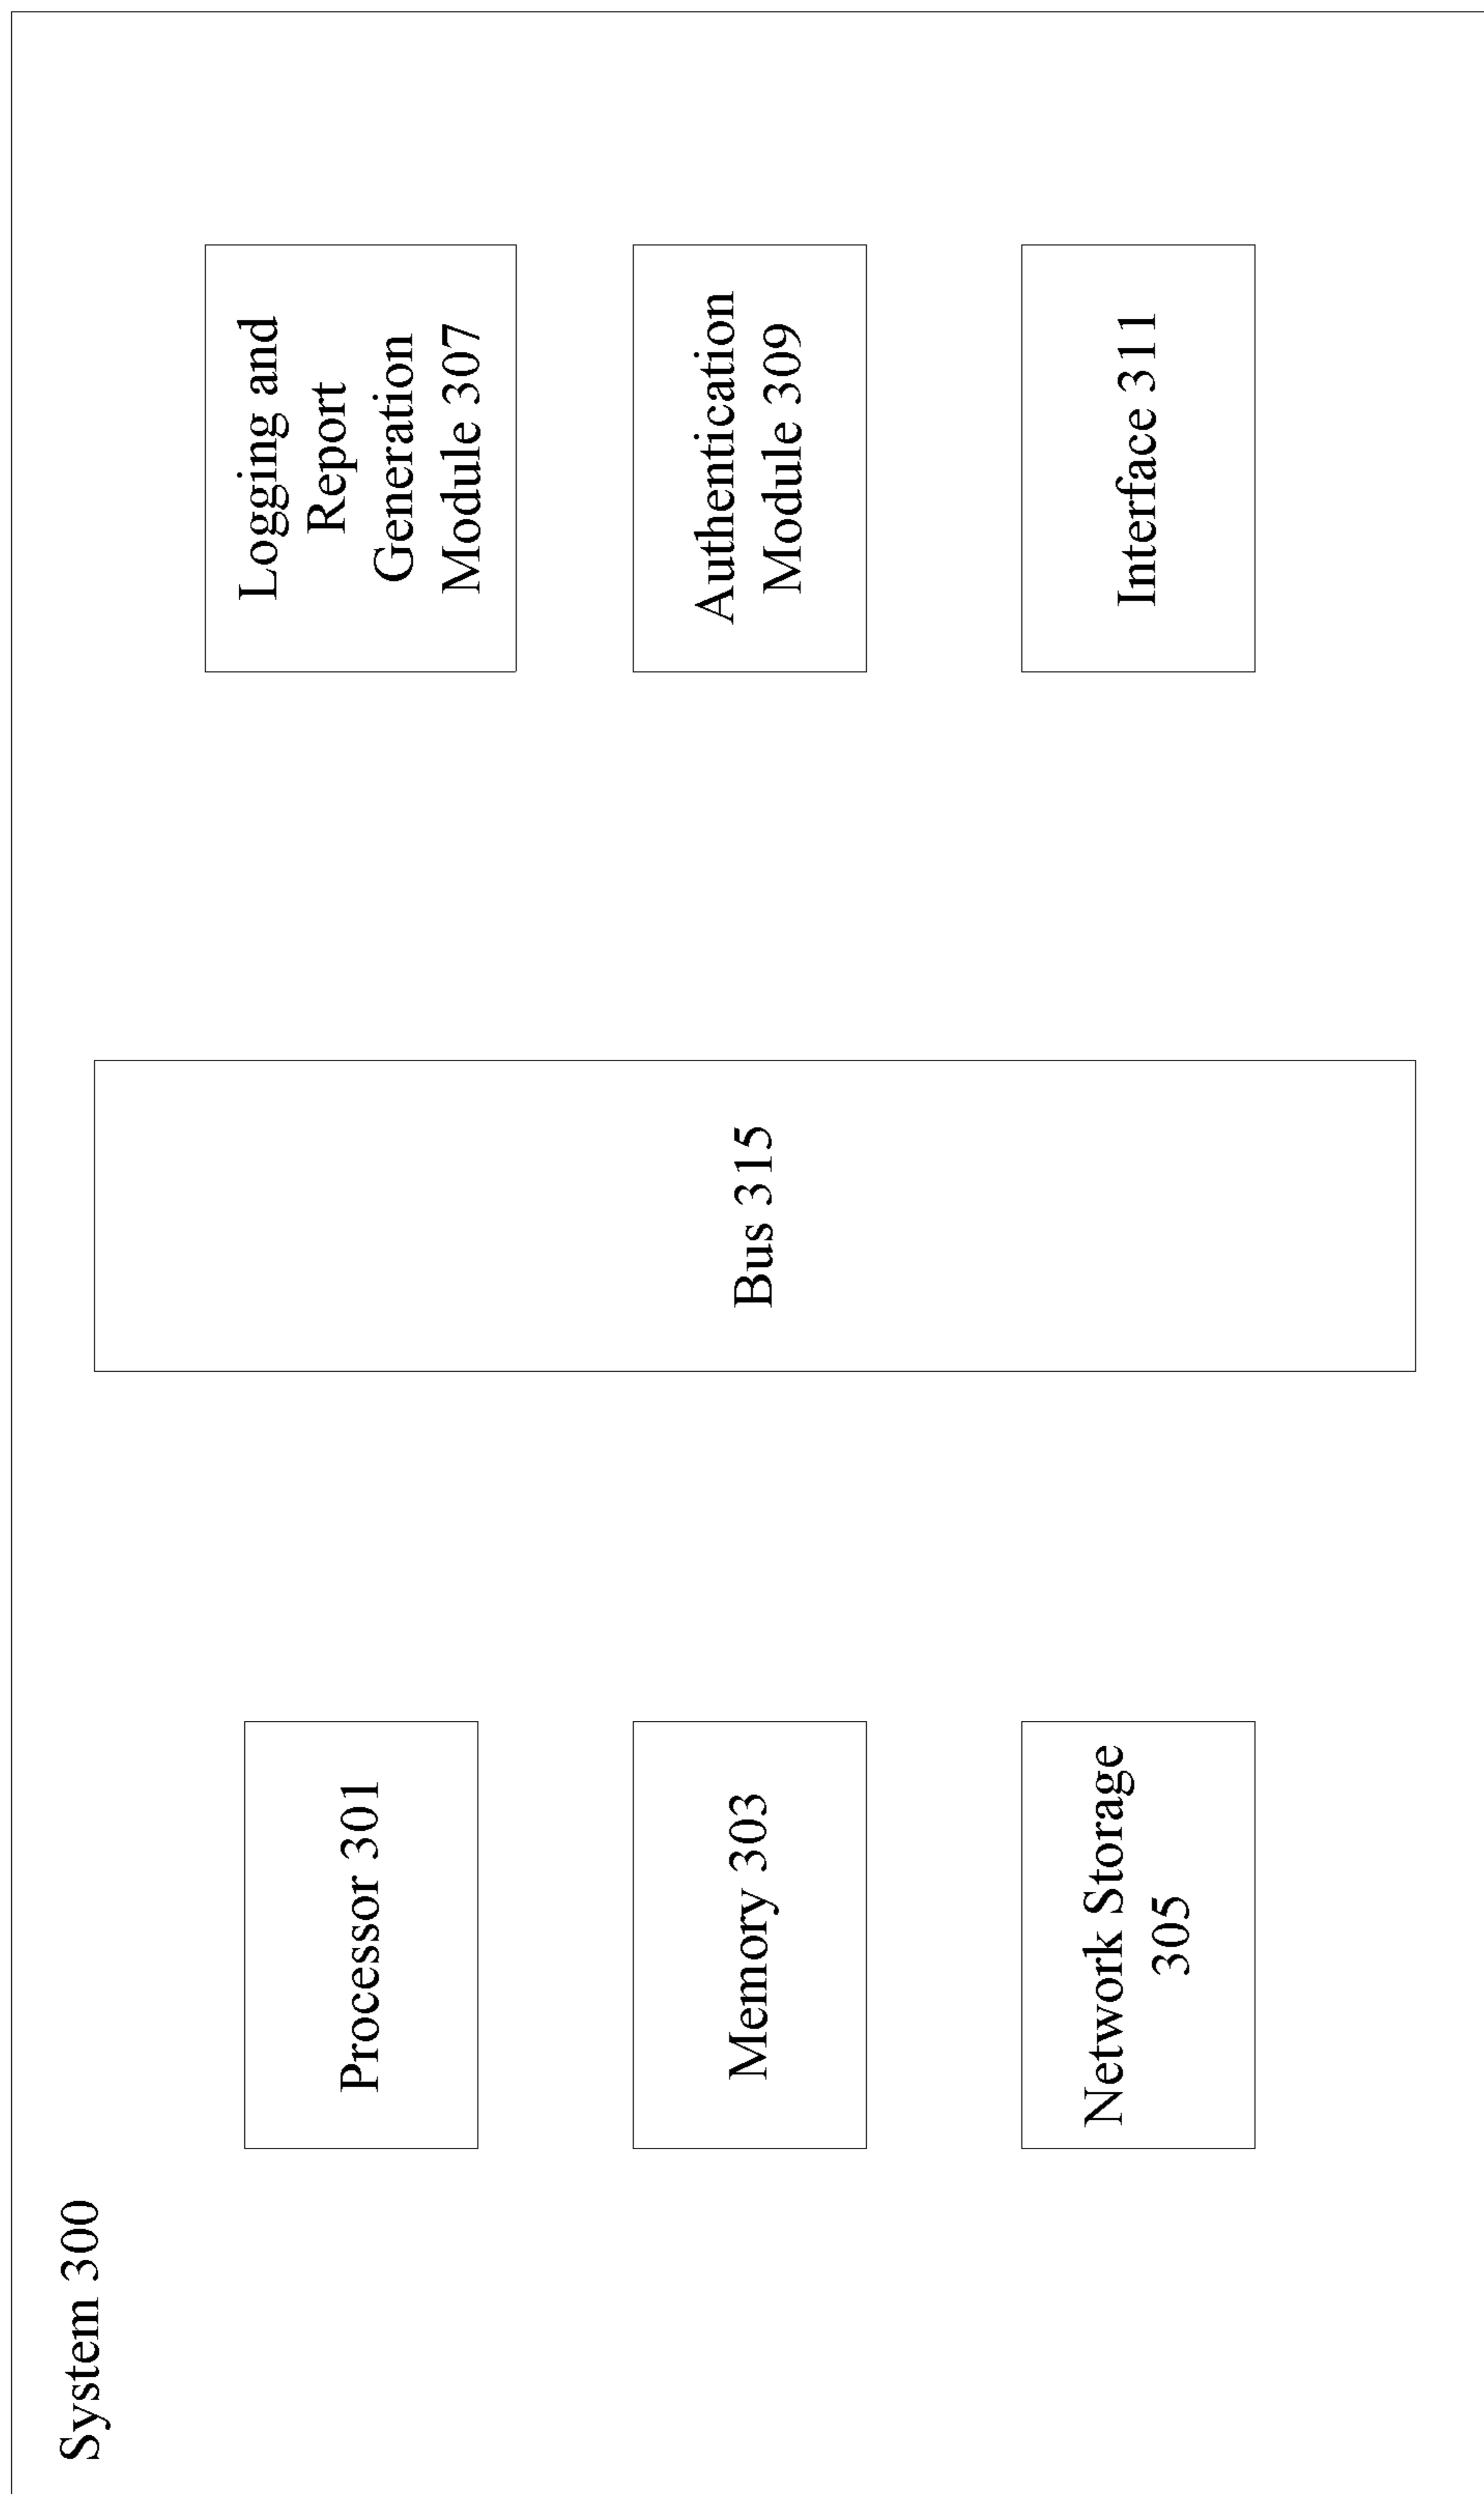 System 300
Processor 301
Memory 303
Network Storage
305
Bus 315
Logging and
Report
Generation
Module 307
Authentication
Module 309
Interface 311